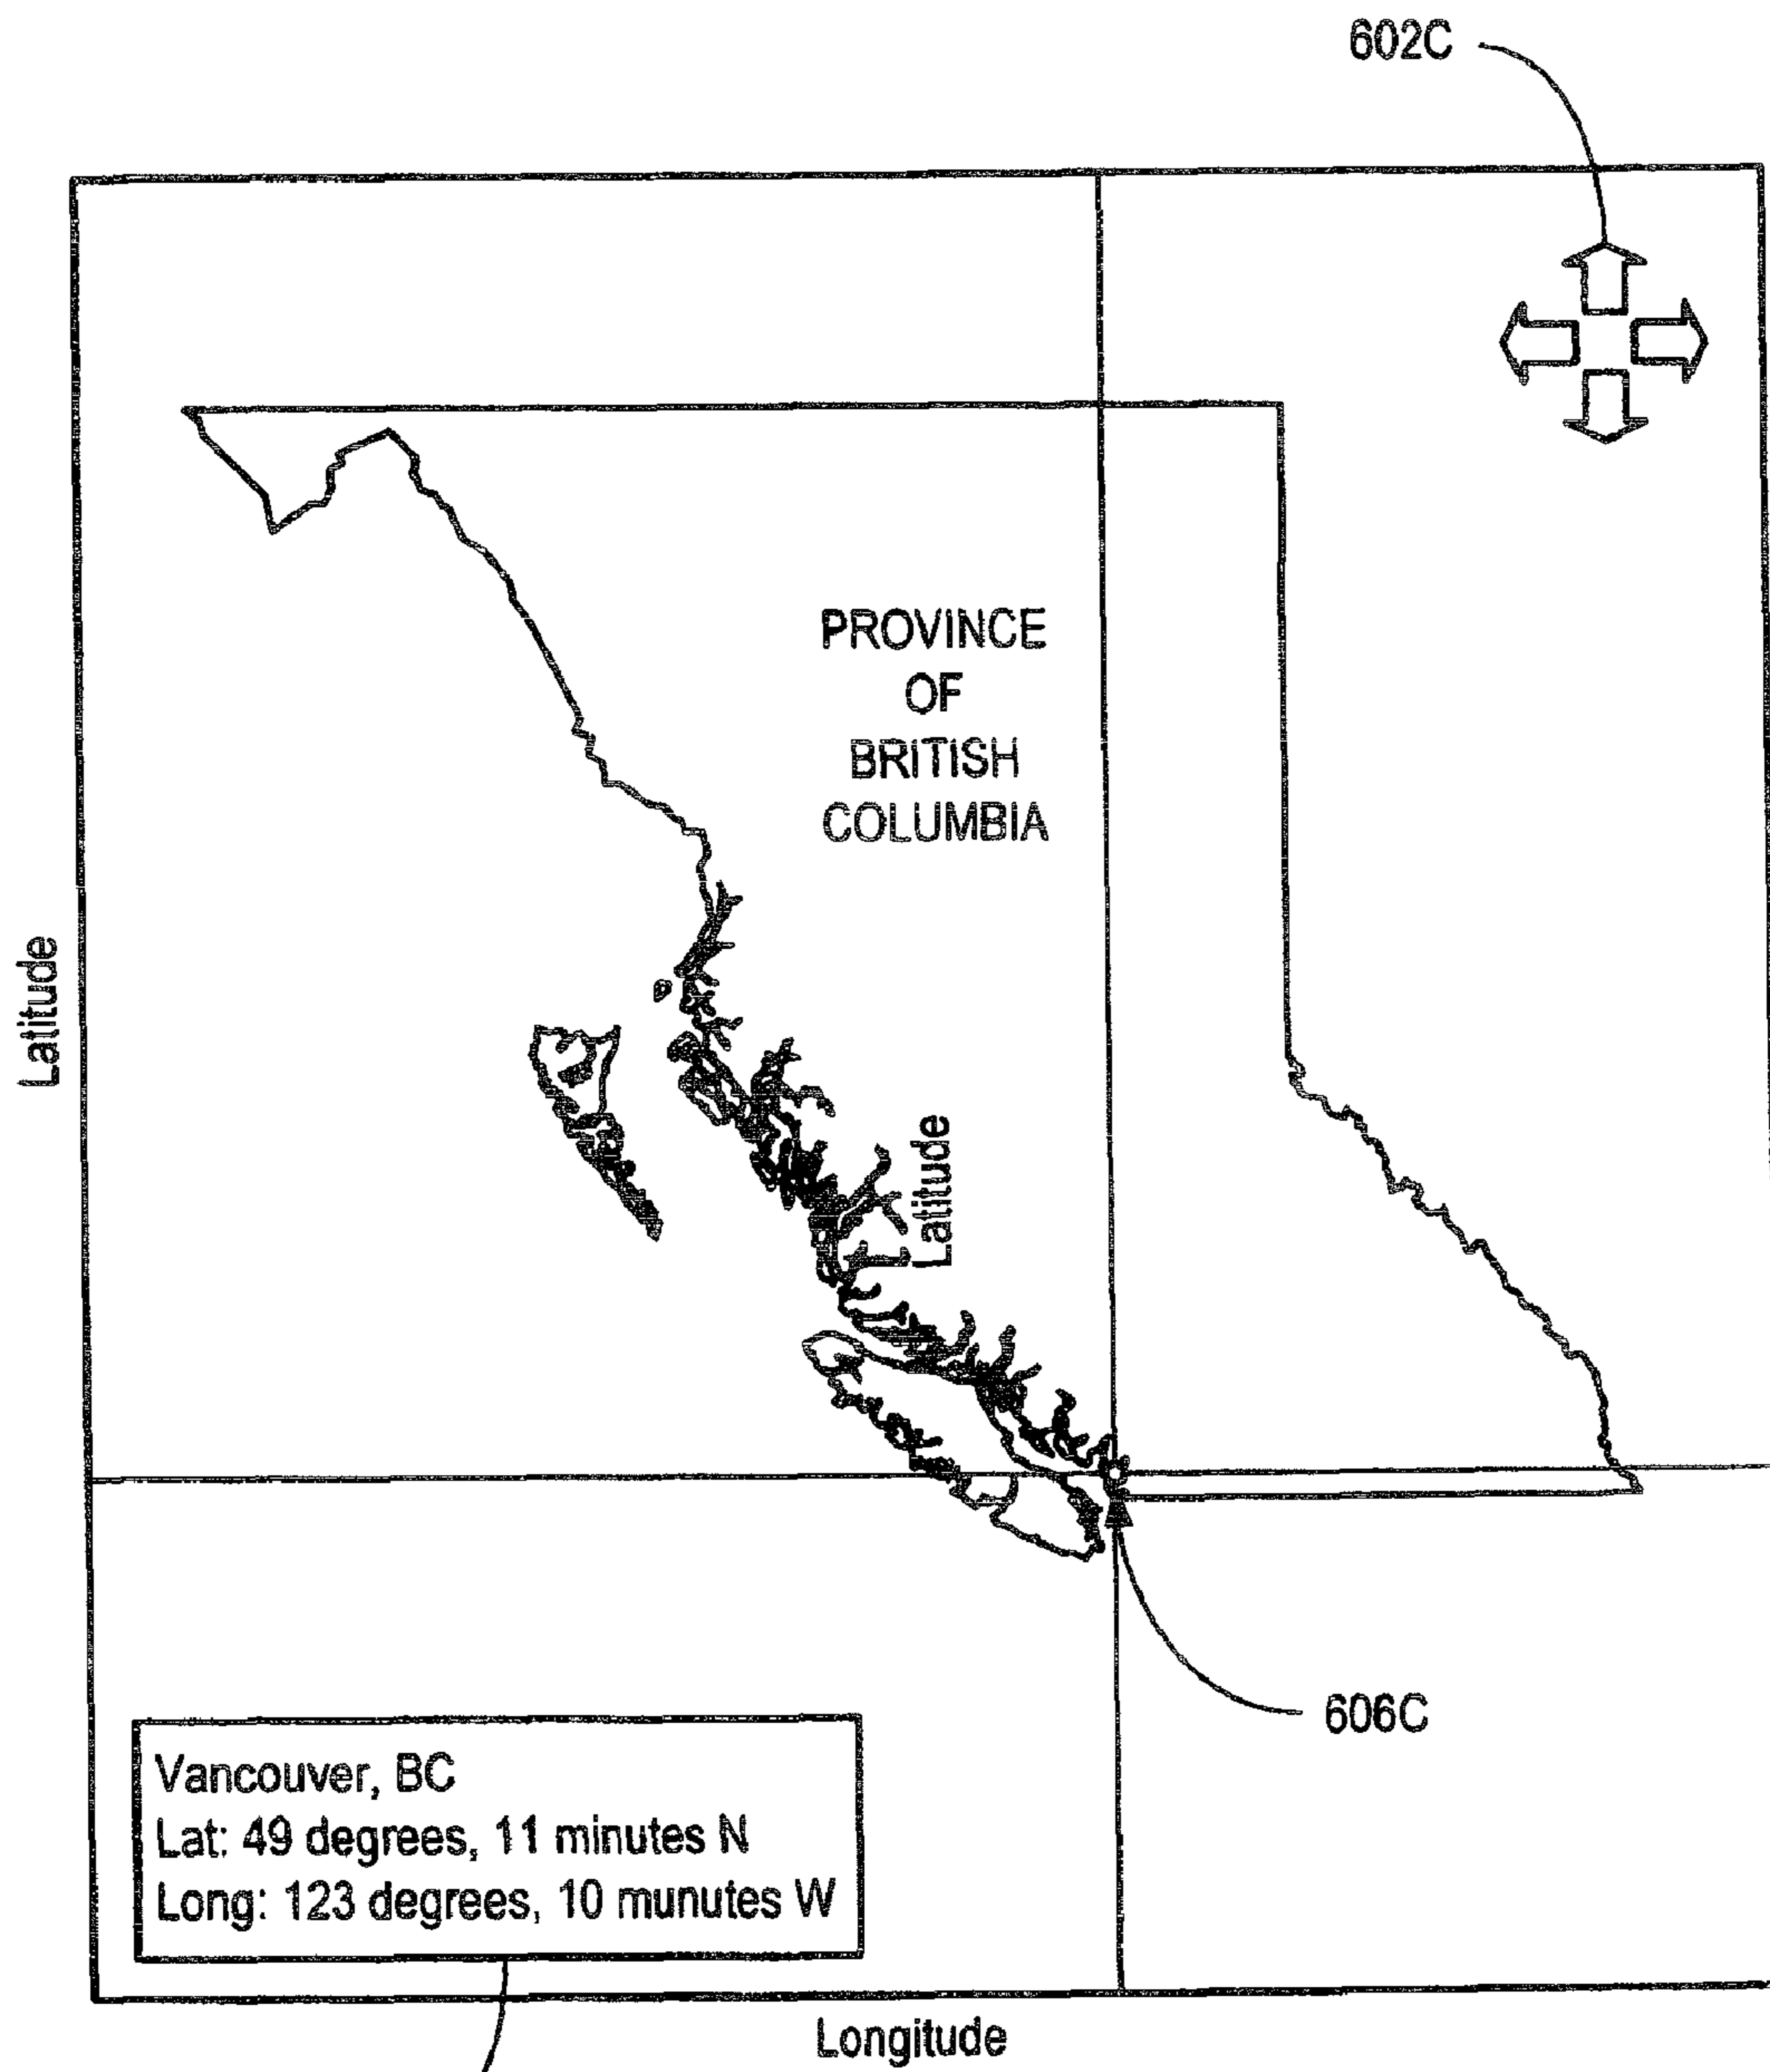 602C
PROVINCE
OF
BRITISH
COLUMBIA
Latitude
Latitude
606C
Vancouver, BC
Lat: 49 degrees, 11 minutes N
Long: 123 degrees, 10 munutes W
Longitude